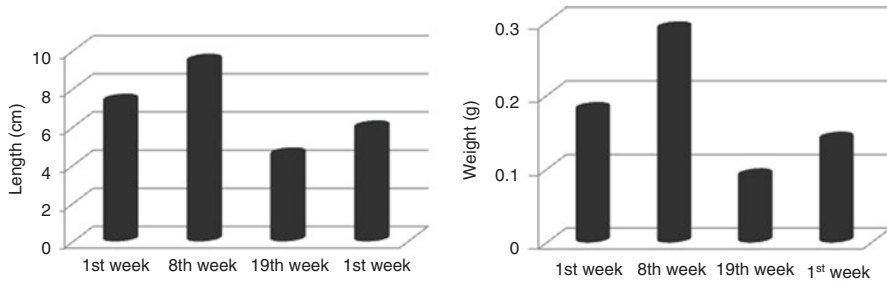 Length (cm)
10
8
6
4
2
0
1st week 8th week 19th week 1st week
Weight (g)
0.3
0.2
0.1
0
1st week 8th week 19th week 1st week